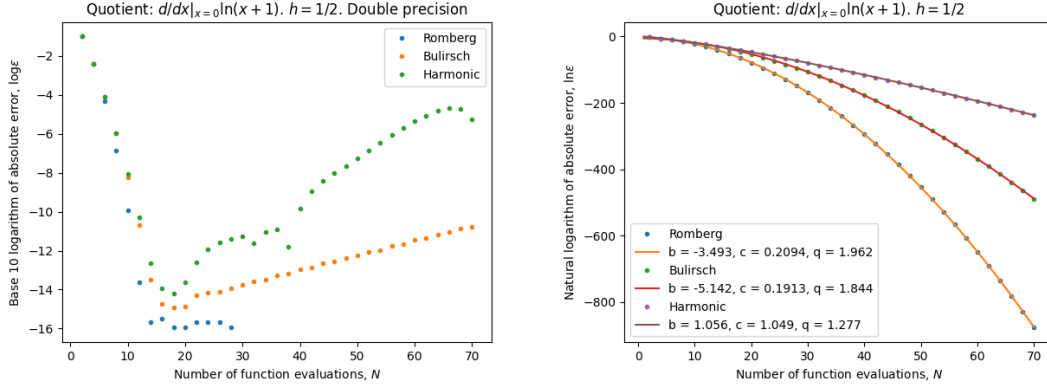 Quotient: d/dx|ₓ₌₀ln(x + 1). h = 1/2. Double precision
Base 10 logarithm of absolute error, logε
−2
−4
−6
−8
−10
−12
−14
−16
Romberg
Bulirsch
Harmonic
0 10 20 30 40 50 60 70
Number of function evaluations, N
Quotient: d/dx|ₓ₌₀ln(x + 1). h = 1/2
Natural logarithm of absolute error, lnε
0
−200
−400
−600
−800
Romberg
b = -3.493, c = 0.2094, q = 1.962
Bulirsch
b = -5.142, c = 0.1913, q = 1.844
Harmonic
b = 1.056, c = 1.049, q = 1.277
0 10 20 30 40 50 60 70
Number of function evaluations, N